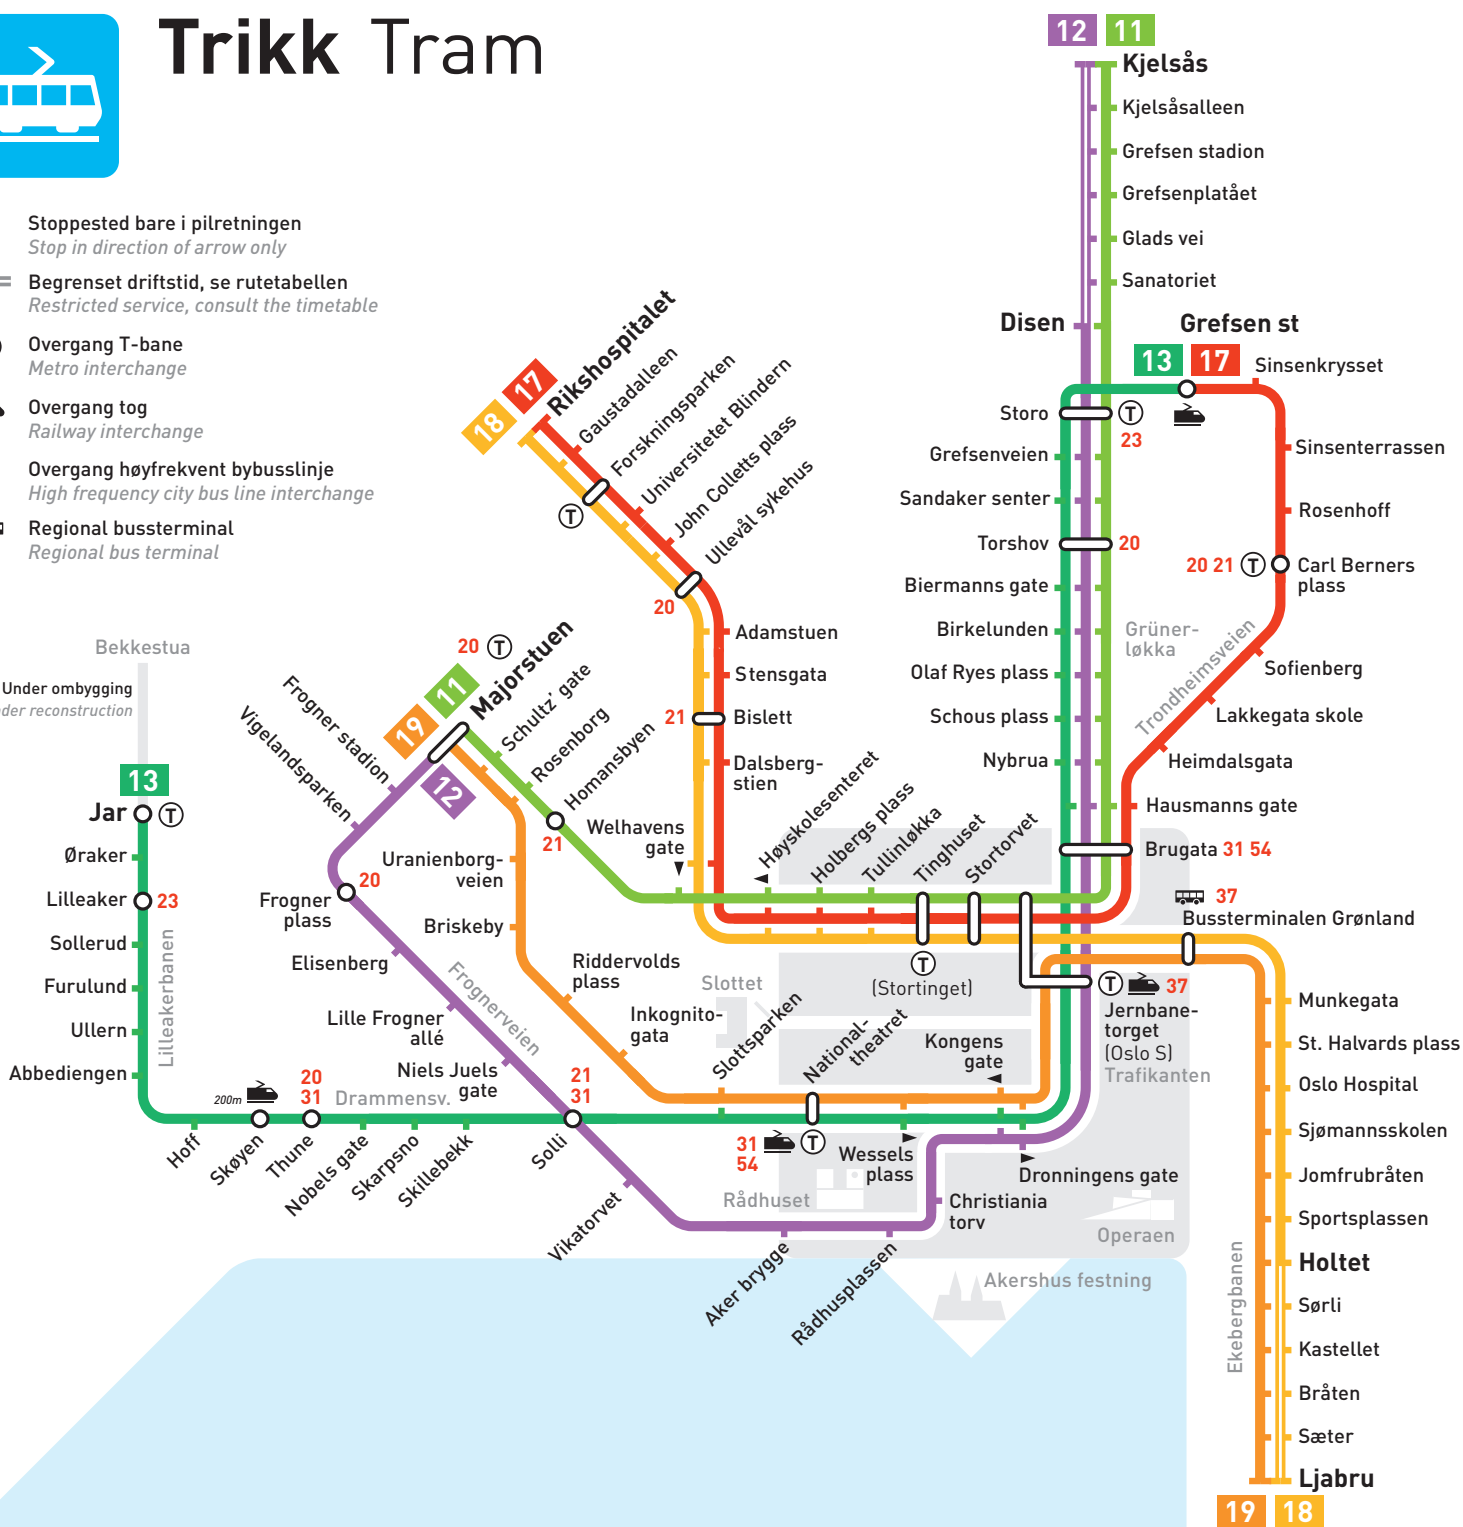 Trikk Tram
Stoppested bare i pilretningen
Stop in direction of arrow only
Begrenset driftstid, se rutetabellen
Restricted service, consult the timetable
Overgang T-bane
Metro interchange
Overgang tog
Railway interchange
Overgang høyfrekvent bybusslinje
High frequency city bus line interchange
Regional bussterminal
Regional bus terminal
12 11
Kjelsås
Kjelsåsalleen
Grefsen stadion
Grefsenplatået
Glads vei
Sanatoriet
Disen
Grefsen st
13 17
Sinsenkrysset
Storo
T
23
Grefsenveien
Sandaker senter
Torshov
20
Biermanns gate
Birkelunden
Olaf Ryes plass
Schous plass
Nybrua
Grüner-
løkka
Sinsenterrassen
Rosenhoff
20 21 T
Carl Berners
plass
Trondheimsveien
Sofienberg
Lakkegata skole
Heimdalsgata
Hausmanns gate
Brugata 31 54
37
Bussterminalen Grønland
18 17
Rikshospitalet
Gaustadalleen
Forskningsparken
T
Universitetet Blindern
John Colletts plass
Ullevål sykehus
20
Adamstuen
Stensgata
21
Bislett
Dalsberg-
stien
20 T
19 11
Majorstuen
12
Schultz' gate
Rosenborg
Homansbyen
21
Welhavens
gate
Høyskolesenteret
Holbergs plass
Tullinløkka
Tinghuset
Stortorvet
T
(Stortinget)
Frogner stadion
Vigelandsparken
20
Frogner
plass
Elisenberg
Lille Frogner
allé
Niels Juels
gate
Frognerveien
Uranienborg-
veien
Briskeby
Riddervolds
plass
Inkognito-
gata
Slottet
Slottsparken
National-
theatret
Kongens
gate
T 37
Jernbane-
torget
(Oslo S)
Trafikanten
Bekkestua
Under ombygging
der reconstruction
13
Jar T
Øraker
Lilleaker 23
Sollerud
Furulund
Ullern
Abbediengen
Lilleakerbanen
200m
20
31
Drammensv.
Hoff
Skøyen
Thune
Nobels gate
Skarpsno
Skillebekk
21
31
Solli
Vikatorvet
31
54
T
Wessels
plass
Dronningens gate
Rådhuset
Christiania
torv
Aker brygge
Rådhusplassen
Operaen
Akershus festning
Munkegata
St. Halvards plass
Oslo Hospital
Sjømannsskolen
Jomfrubråten
Sportsplassen
Holtet
Sørli
Kastellet
Bråten
Sæter
Ljabru
Ekebergbanen
19 18